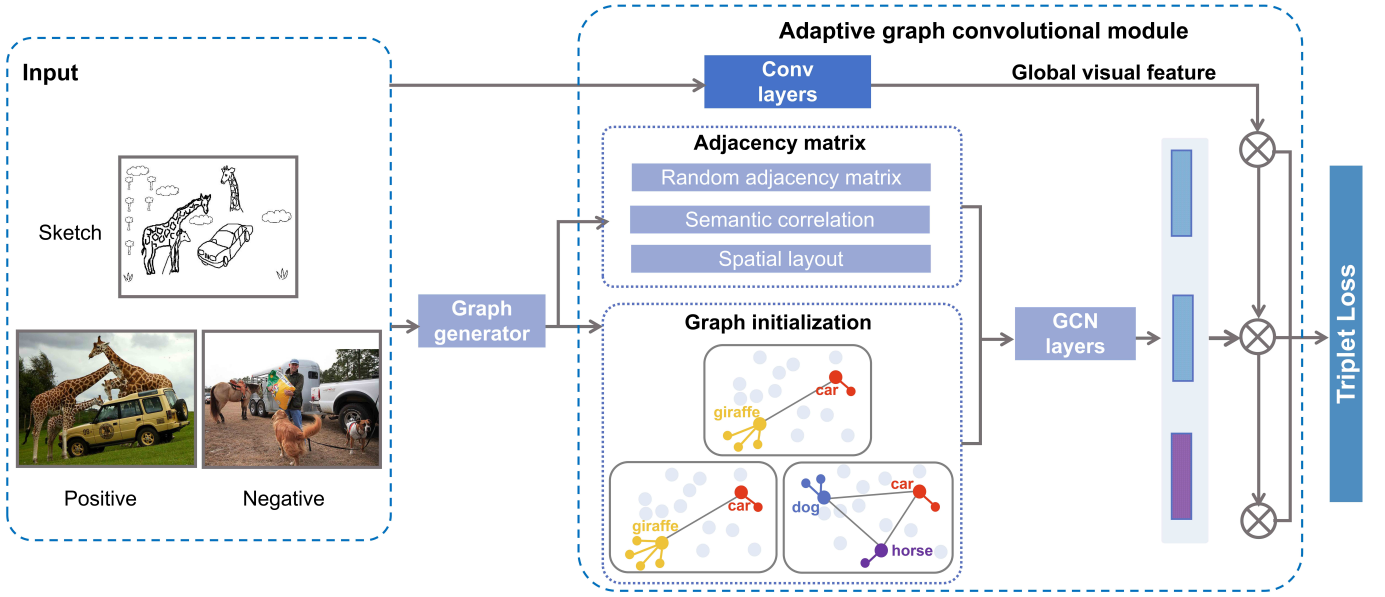 Adaptive graph convolutional module
Input
Conv
layers
Global visual feature
Adjacency matrix
Random adjacency matrix
Semantic correlation
Spatial layout
Sketch
Graph
generator
Graph initialization
car
giraffe
car
giraffe
car
dog
horse
GCN
layers
Triplet Loss
Positive
Negative